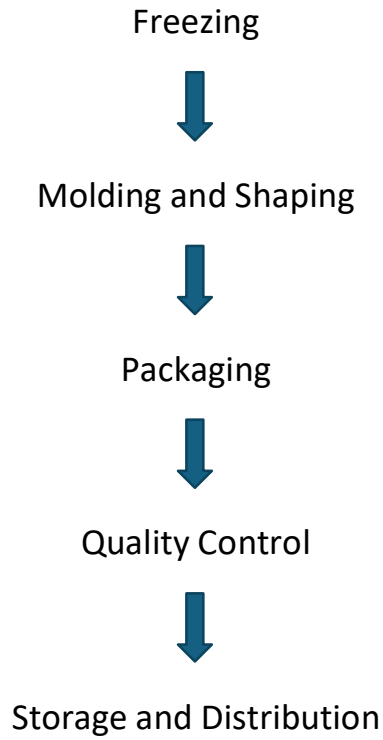 Freezing
Molding and Shaping
Packaging
Quality Control
Storage and Distribution